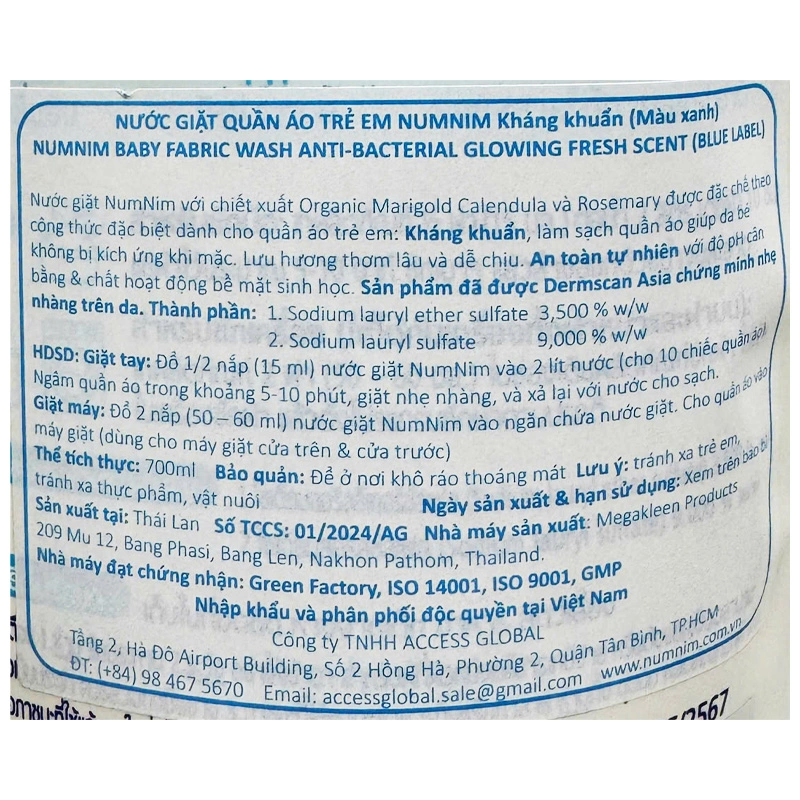 NƯỚC GIẶT QUẦN ÁO TRẺ EM NUMNIM Kháng khuẩn (Màu xanh)
NUMNIM BABY FABRIC WASH ANTI-BACTERIAL GLOWING FRESH SCENT (BLUE LABEL)
Nước giặt NumNim với chiết xuất Organic Marigold Calendula và Rosemary được đặc chế theo
công thức đặc biệt dành cho quần áo trẻ em: Kháng khuẩn, làm sạch quần áo giúp da bé
không bị kích ứng khi mặc. Lưu hương thơm lâu và dễ chịu. An toàn tự nhiên với độ pH cân
bằng & chất hoạt động bề mặt sinh học. Sản phẩm đã được Dermscan Asia chứng minh nhẹ
nhàng trên da. Thành phần: 1. Sodium lauryl ether sulfate 3,500 % w/w
2. Sodium lauryl sulfate 9,000 % w/w
HDSD: Giặt tay: Đổ 1/2 nắp (15 ml) nước giặt NumNim vào 2 lít nước (cho 10 chiếc quần áo).
Ngâm quần áo trong khoảng 5-10 phút, giặt nhẹ nhàng, và xả lại với nước cho sạch.
Giặt máy: Đổ 2 nắp (50 – 60 ml) nước giặt NumNim vào ngăn chứa nước giặt. Cho quần áo vào
máy giặt (dùng cho máy giặt cửa trên & cửa trước)
Thể tích thực: 700ml Bảo quản: Để ở nơi khô ráo thoáng mát Lưu ý: tránh xa trẻ em,
tránh xa thực phẩm, vật nuôi Ngày sản xuất & hạn sử dụng: Xem trên bao bì
Sản xuất tại: Thái Lan Số TCCS: 01/2024/AG Nhà máy sản xuất: Megakleen Products
209 Mu 12, Bang Phasi, Bang Len, Nakhon Pathom, Thailand.
Nhà máy đạt chứng nhận: Green Factory, ISO 14001, ISO 9001, GMP
Nhập khẩu và phân phối độc quyền tại Việt Nam
Công ty TNHH ACCESS GLOBAL
Tầng 2, Hà Đô Airport Building, Số 2 Hồng Hà, Phường 2, Quận Tân Bình, TP.HCM
ĐT: (+84) 98 467 5670 Email: accessglobal.sale@gmail.com www.numnim.com.vn
/2567